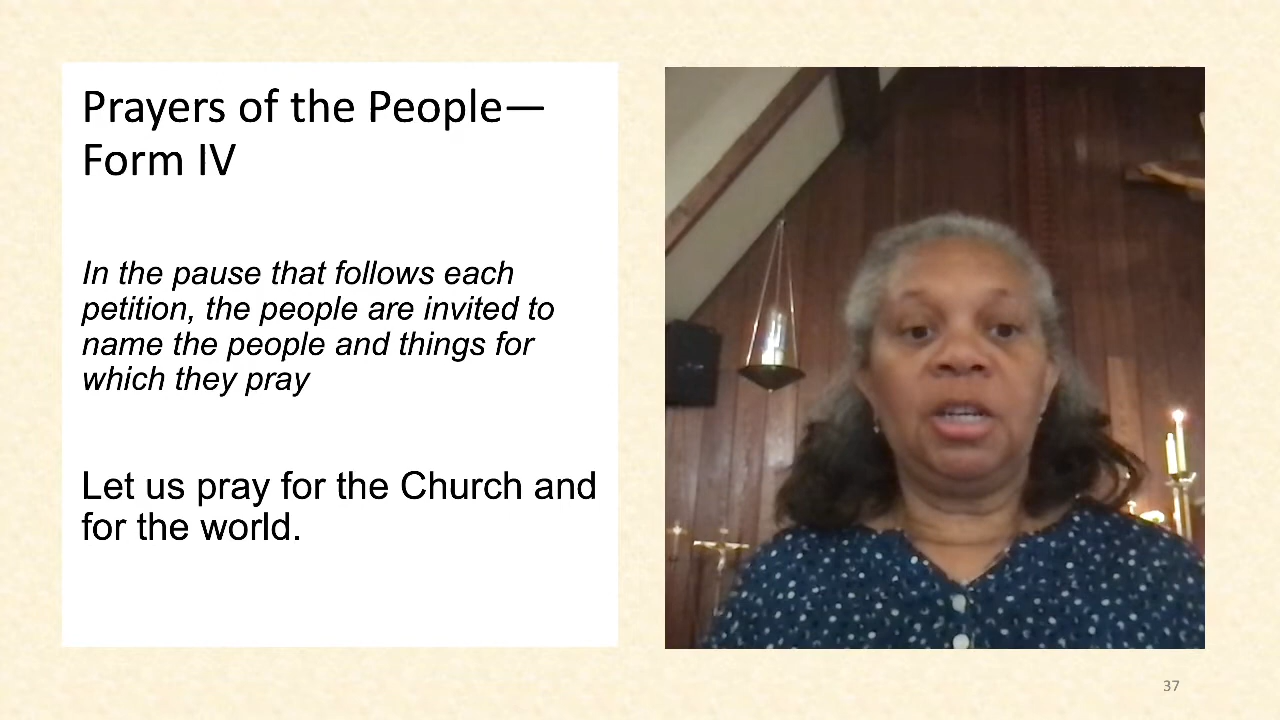 Prayers of the People—
Form IV
In the pause that follows each
petition, the people are invited to
name the people and things for
which they pray
Let us pray for the Church and
for the world.
37